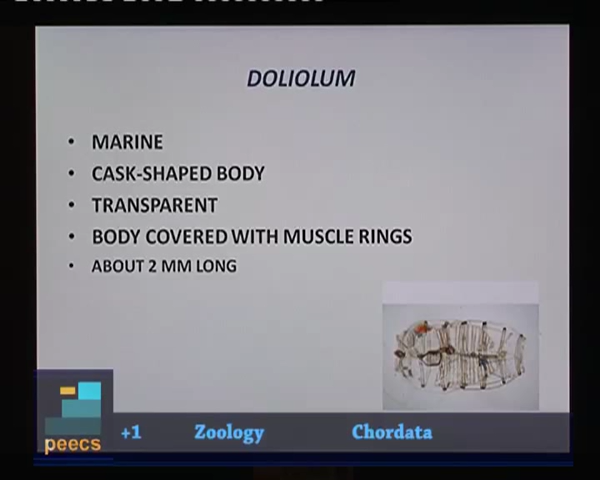 DOLIOLUM
• MARINE
• CASK-SHAPED BODY
• TRANSPARENT
• BODY COVERED WITH MUSCLE RINGS
• ABOUT 2 MM LONG
peecs
+1 Zoology Chordata